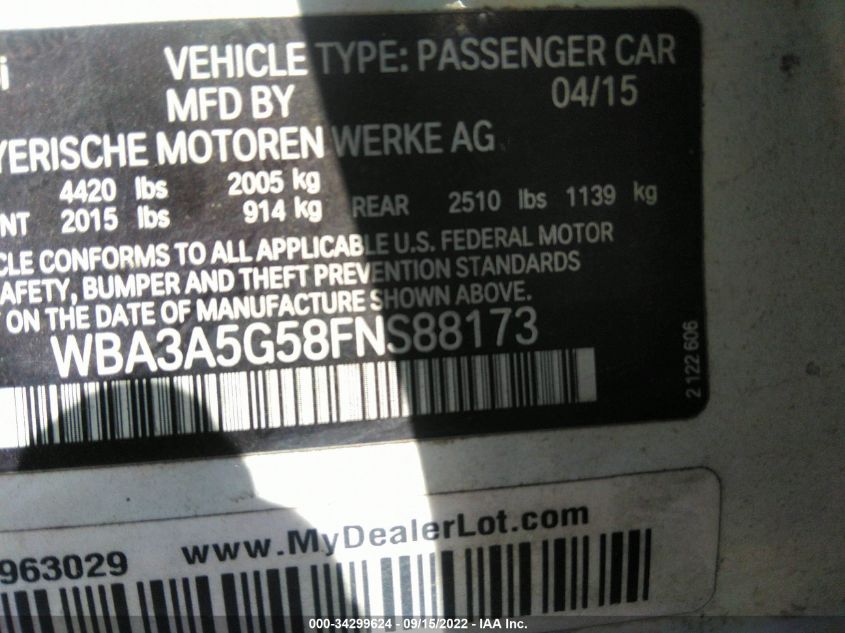 i VEHICLE TYPE: PASSENGER CAR
MFD BY 04/15
YERISCHE MOTOREN WERKE AG
4420 lbs 2005 kg
NT 2015 lbs 914 kg REAR 2510 lbs 1139 kg
CLE CONFORMS TO ALL APPLICABLE U.S. FEDERAL MOTOR
AFETY, BUMPER AND THEFT PREVENTION STANDARDS
ON THE DATE OF MANUFACTURE SHOWN ABOVE.
WBA3A5G58FNS88173
2 122 606
www.MyDealerLot.com
963029
000-34299624 - 09/15/2022 - IAA Inc.